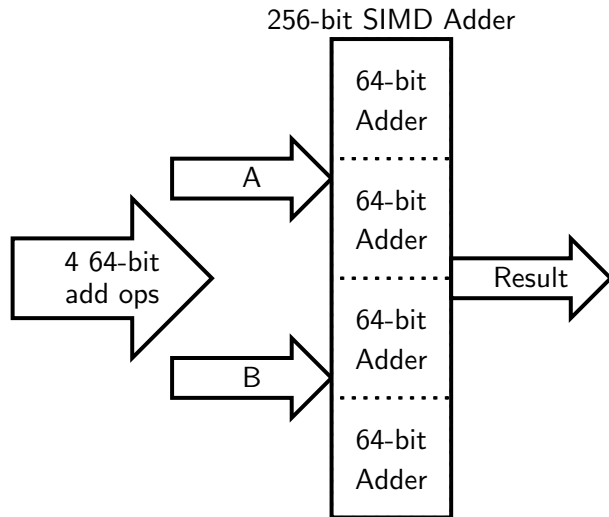 256-bit SIMD Adder
64-bit
Adder
A
64-bit
Adder
4 64-bit
add ops
Result
64-bit
Adder
B
64-bit
Adder